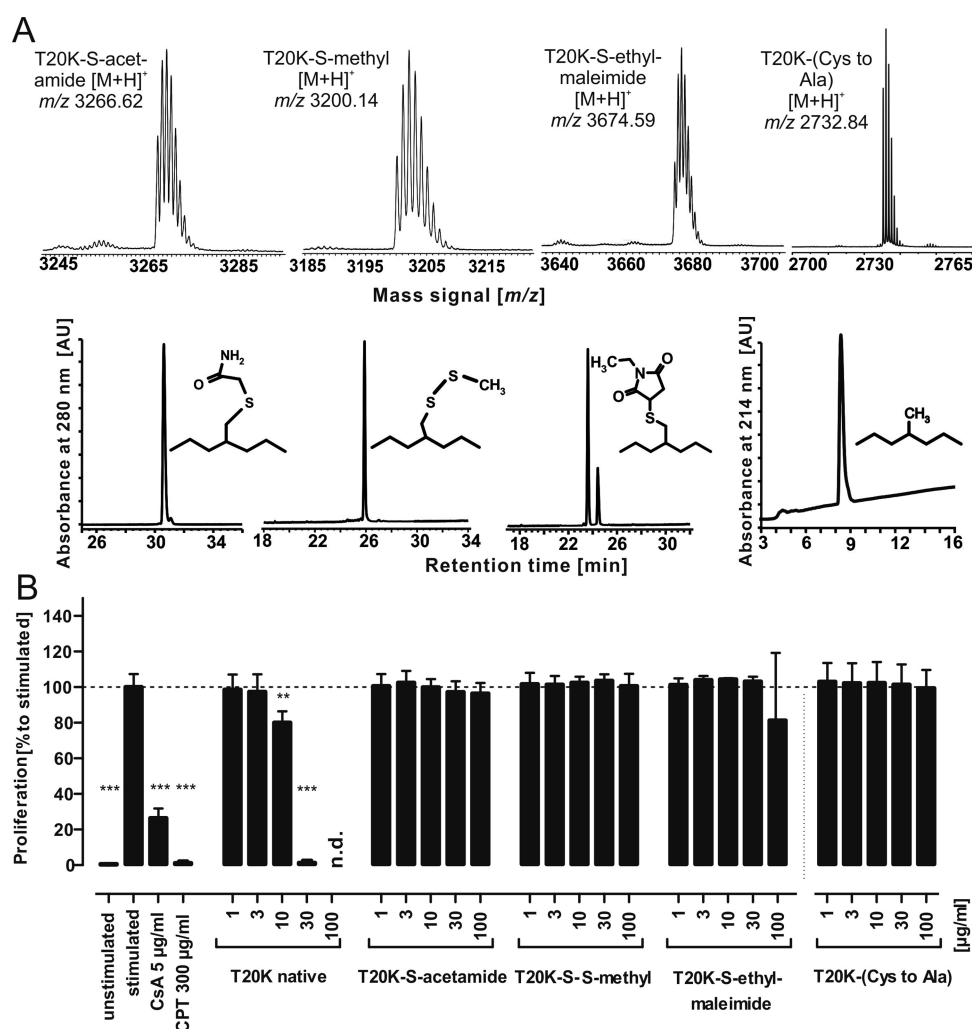 A
T20K-S-acet-
amide [M+H]+
m/z 3266.62
T20K-S-methyl
[M+H]+
m/z 3200.14
T20K-S-ethyl-
maleimide
[M+H]+
m/z 3674.59
T20K-(Cys to
Ala)
[M+H]+
m/z 2732.84
3245 3265 3285
3185 3195 3205 3215
3640 3660 3680 3700
2700 2730 2765
Mass signal [m/z]
Absorbance at 280 nm [AU]
NH2
O
S
26 30 34
S
CH3
S
18 22 26 30 34
H3C
N
O
O
S
18 22 26 30
Absorbance at 214 nm [AU]
CH3
3 6 9 12 16
Retention time [min]
B
Proliferation[% to stimulated]
140
120
100
80
60
40
20
0
***
***
***
**
***
n.d.
unstimulated
stimulated
CsA 5 µg/ml
CPT 300 µg/ml
1 3 10 30 100
1 3 10 30 100
1 3 10 30 100
1 3 10 30 100
1 3 10 30 100
[µg/ml]
T20K native
T20K-S-acetamide
T20K-S-S-methyl
T20K-S-ethyl-
maleimide
T20K-(Cys to Ala)